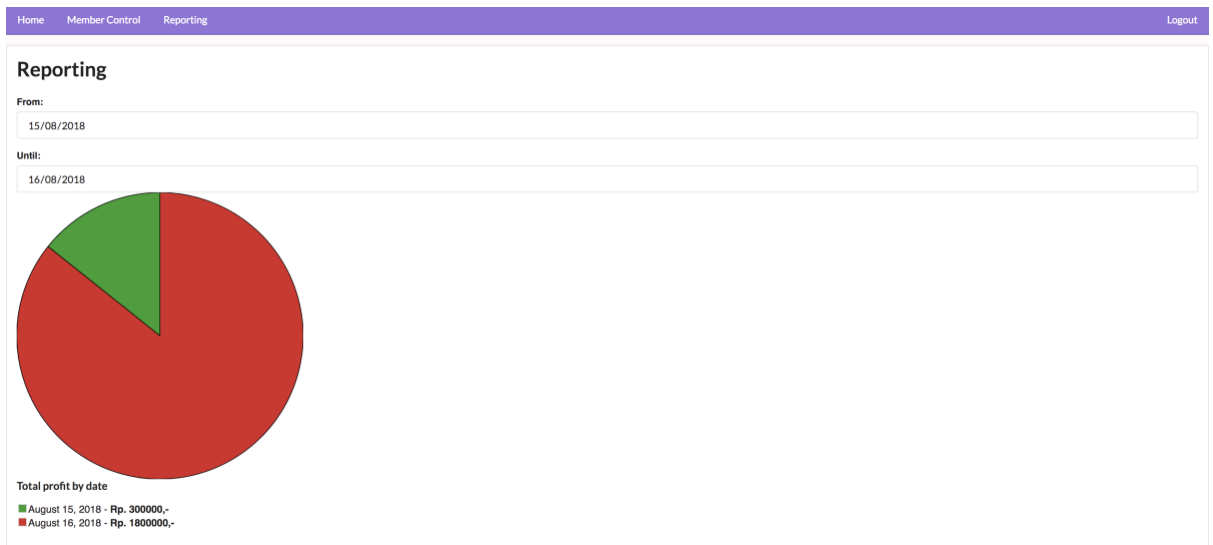 Home Member Control Reporting Logout
Reporting
From:
15/08/2018
Until:
16/08/2018
Total profit by date
August 15, 2018 - Rp. 300000,-
August 16, 2018 - Rp. 1800000,-